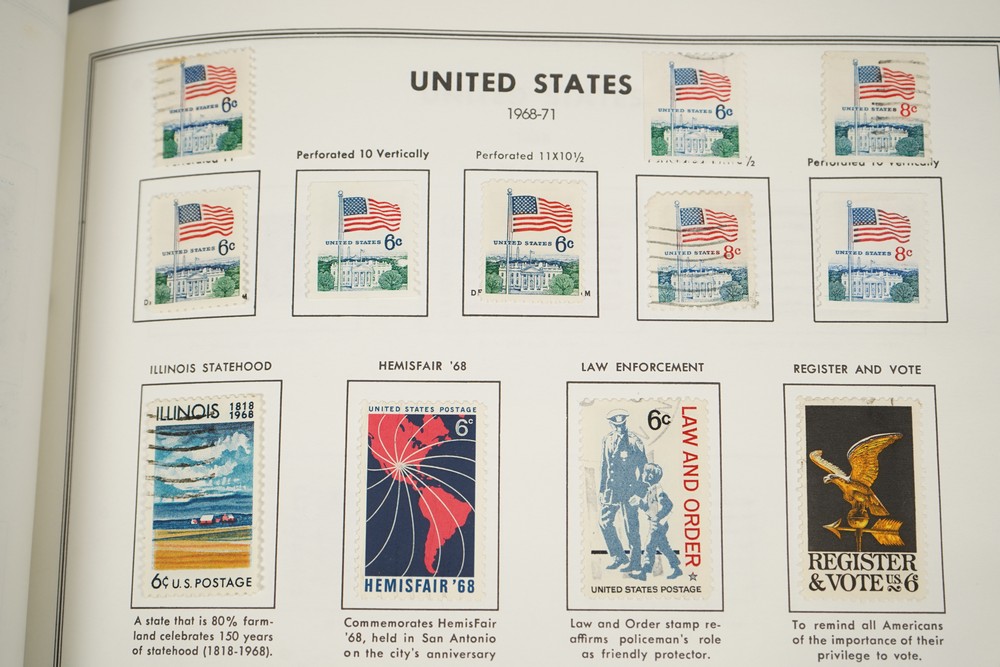 UNITED STATES
1968-71
UNITED STATES 6c
UNITED STATES 6c
UNITED STATES 8c
Perforated 10 Vertically
Perforated 11X10½
Perforated 10 Vertically
UNITED STATES 6c
UNITED STATES 6c
UNITED STATES 6c
UNITED STATES 8c
UNITED STATES 8c
ILLINOIS STATEHOOD
HEMISFAIR '68
LAW ENFORCEMENT
REGISTER AND VOTE
ILLINOIS 1818
1968
6c U.S. POSTAGE
UNITED STATES POSTAGE
6c
HEMISFAIR '68
6c
LAW AND ORDER
UNITED STATES POSTAGE
REGISTER
& VOTE U.S. 6c
A state that is 80% farm-
land celebrates 150 years
of statehood (1818-1968).
Commemorates HemisFair
'68, held in San Antonio
on the city's anniversary
Law and Order stamp re-
affirms policeman's role
as friendly protector.
To remind all Americans
of the importance of their
privilege to vote.